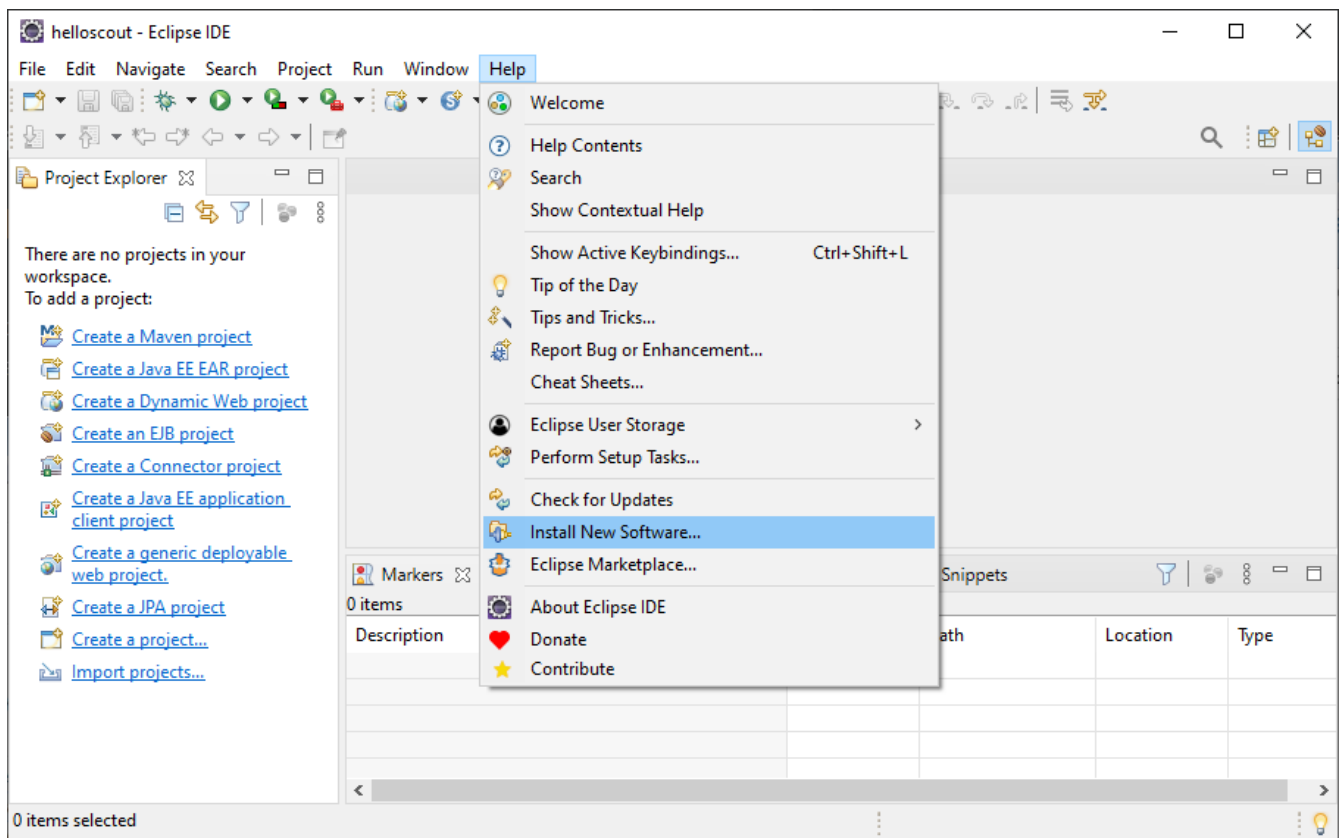 helloscout - Eclipse IDE
File Edit Navigate Search Project Run Window Help
Project Explorer
There are no projects in your
workspace.
To add a project:
Create a Maven project
Create a Java EE EAR project
Create a Dynamic Web project
Create an EJB project
Create a Connector project
Create a Java EE application
client project
Create a generic deployable
web project.
Create a JPA project
Create a project...
Import projects...
Welcome
Help Contents
Search
Show Contextual Help
Show Active Keybindings... Ctrl+Shift+L
Tip of the Day
Tips and Tricks...
Report Bug or Enhancement...
Cheat Sheets...
Eclipse User Storage
Perform Setup Tasks...
Check for Updates
Install New Software...
Eclipse Marketplace...
About Eclipse IDE
Donate
Contribute
Markers Snippets
0 items
Description ath Location Type
0 items selected